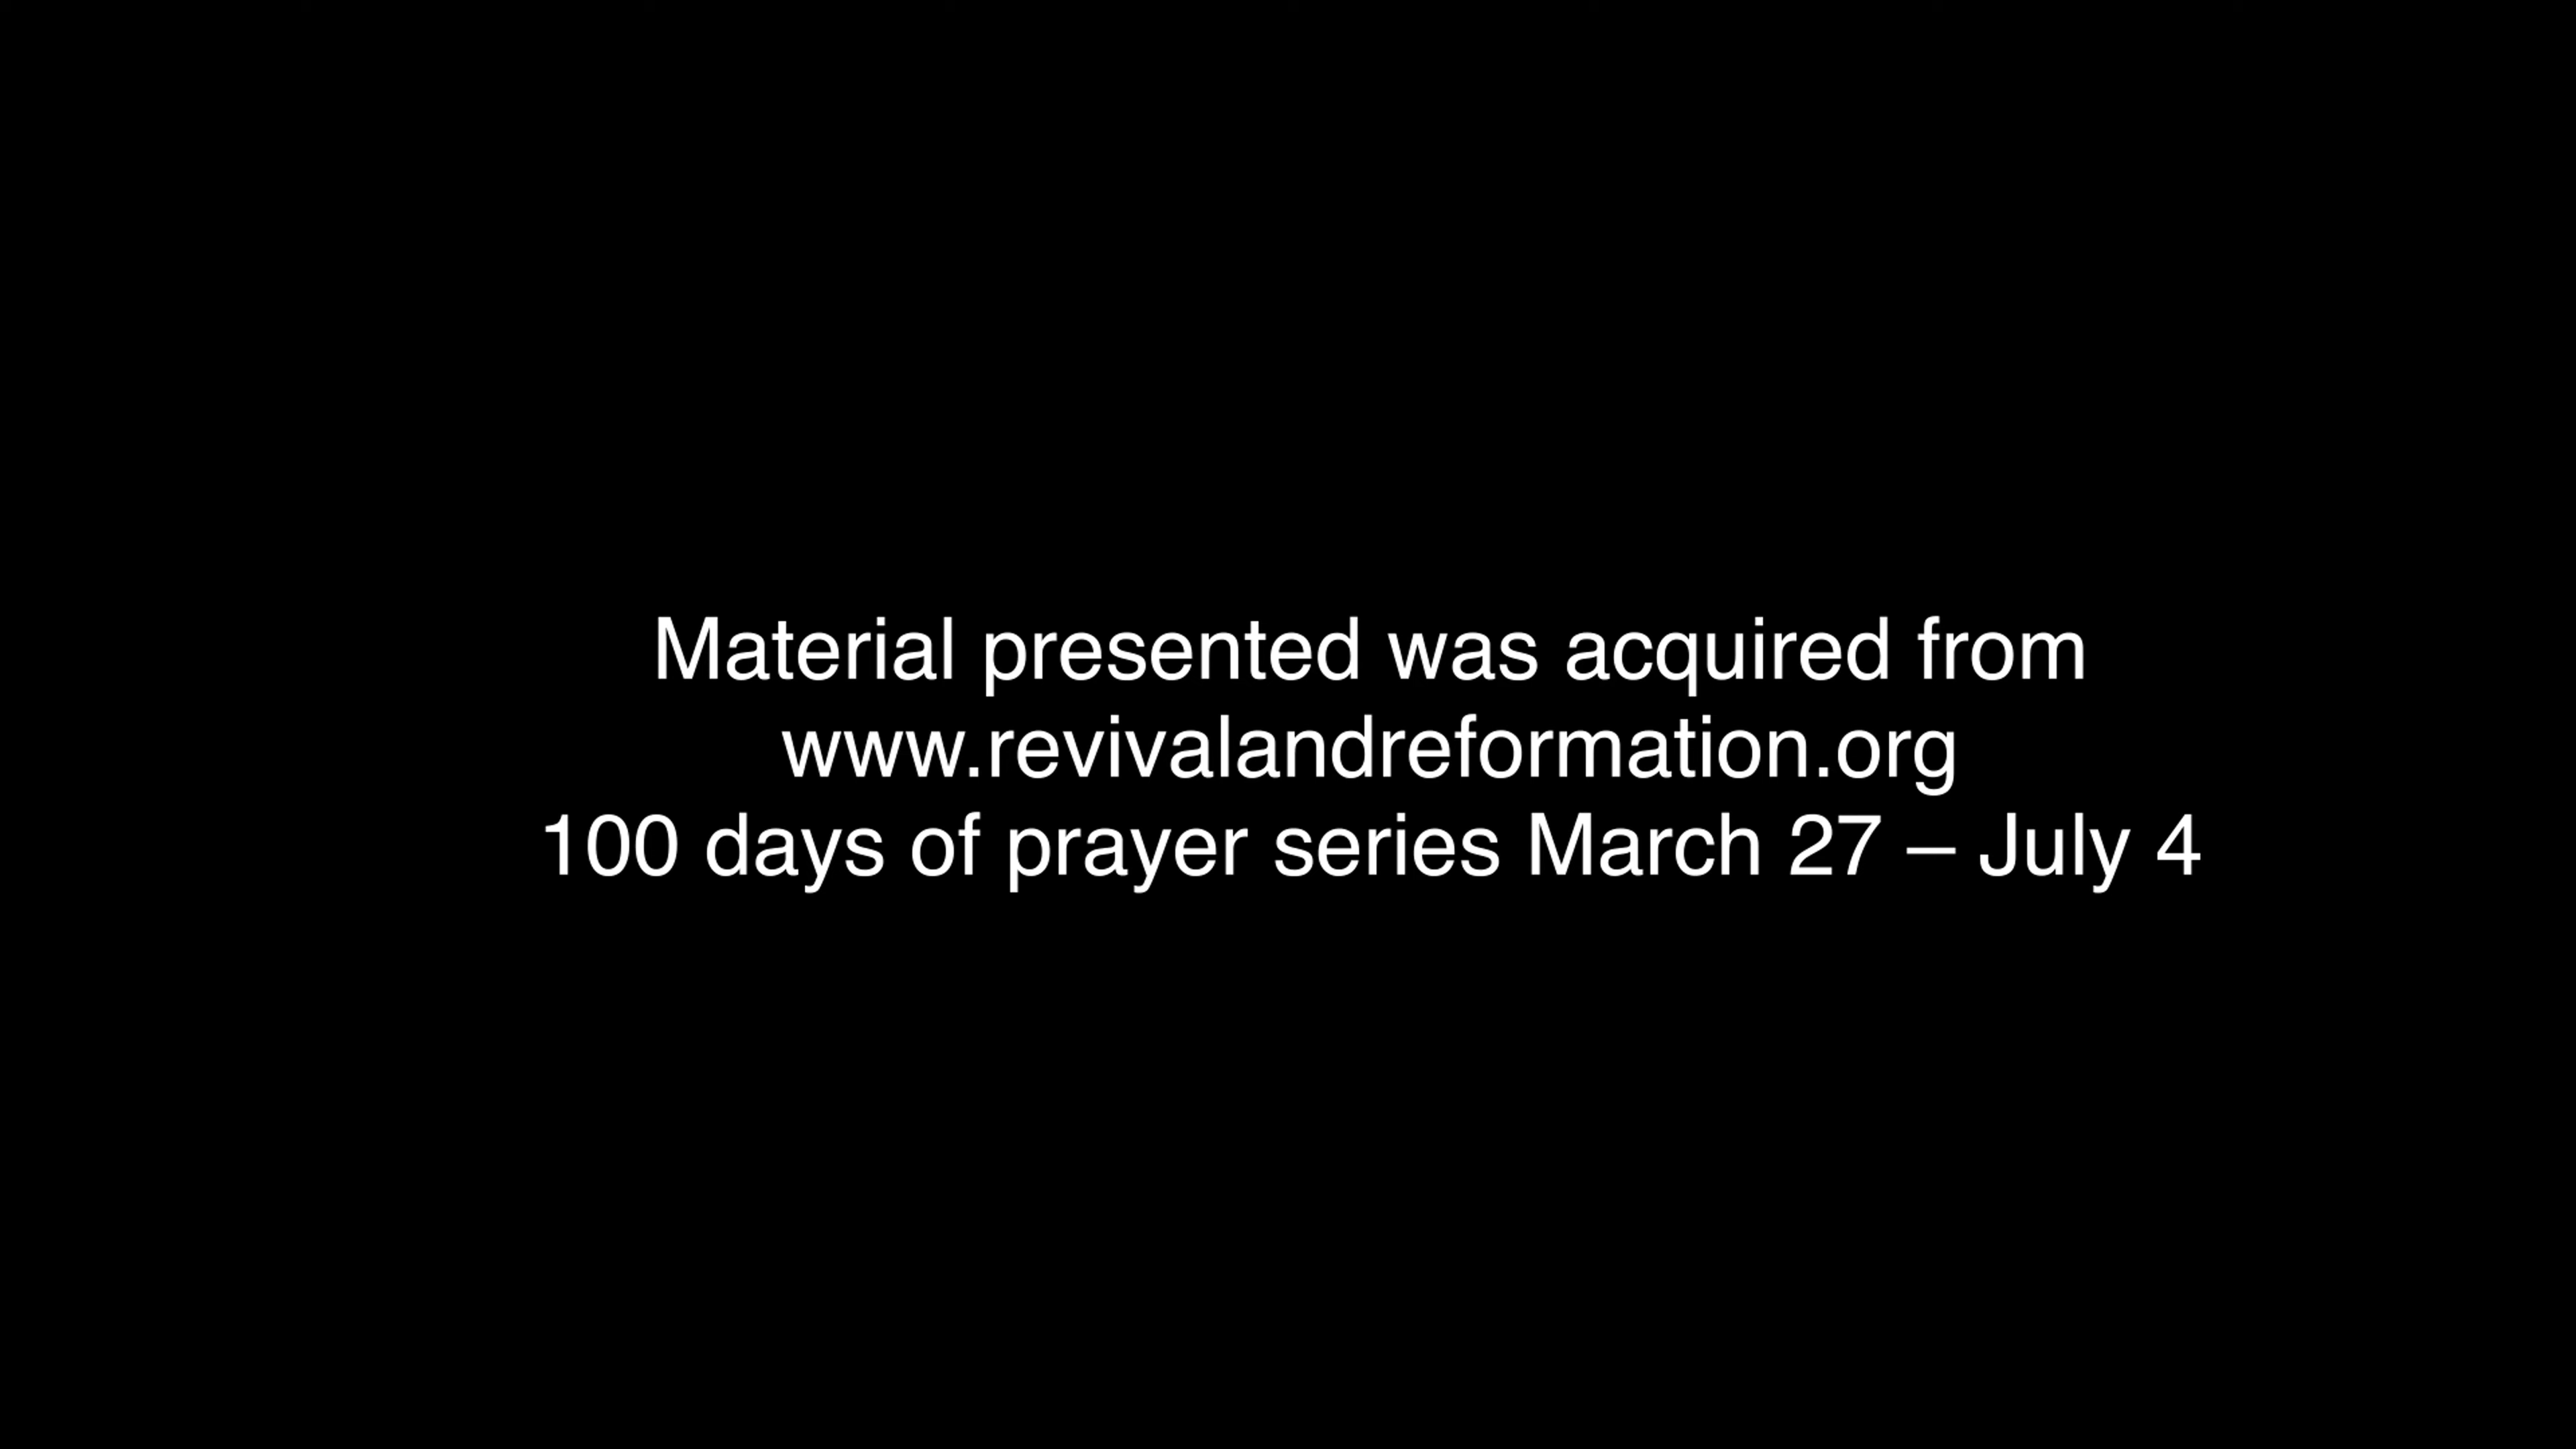 Material presented was acquired from
www.revivalandreformation.org
100 days of prayer series March 27 – July 4